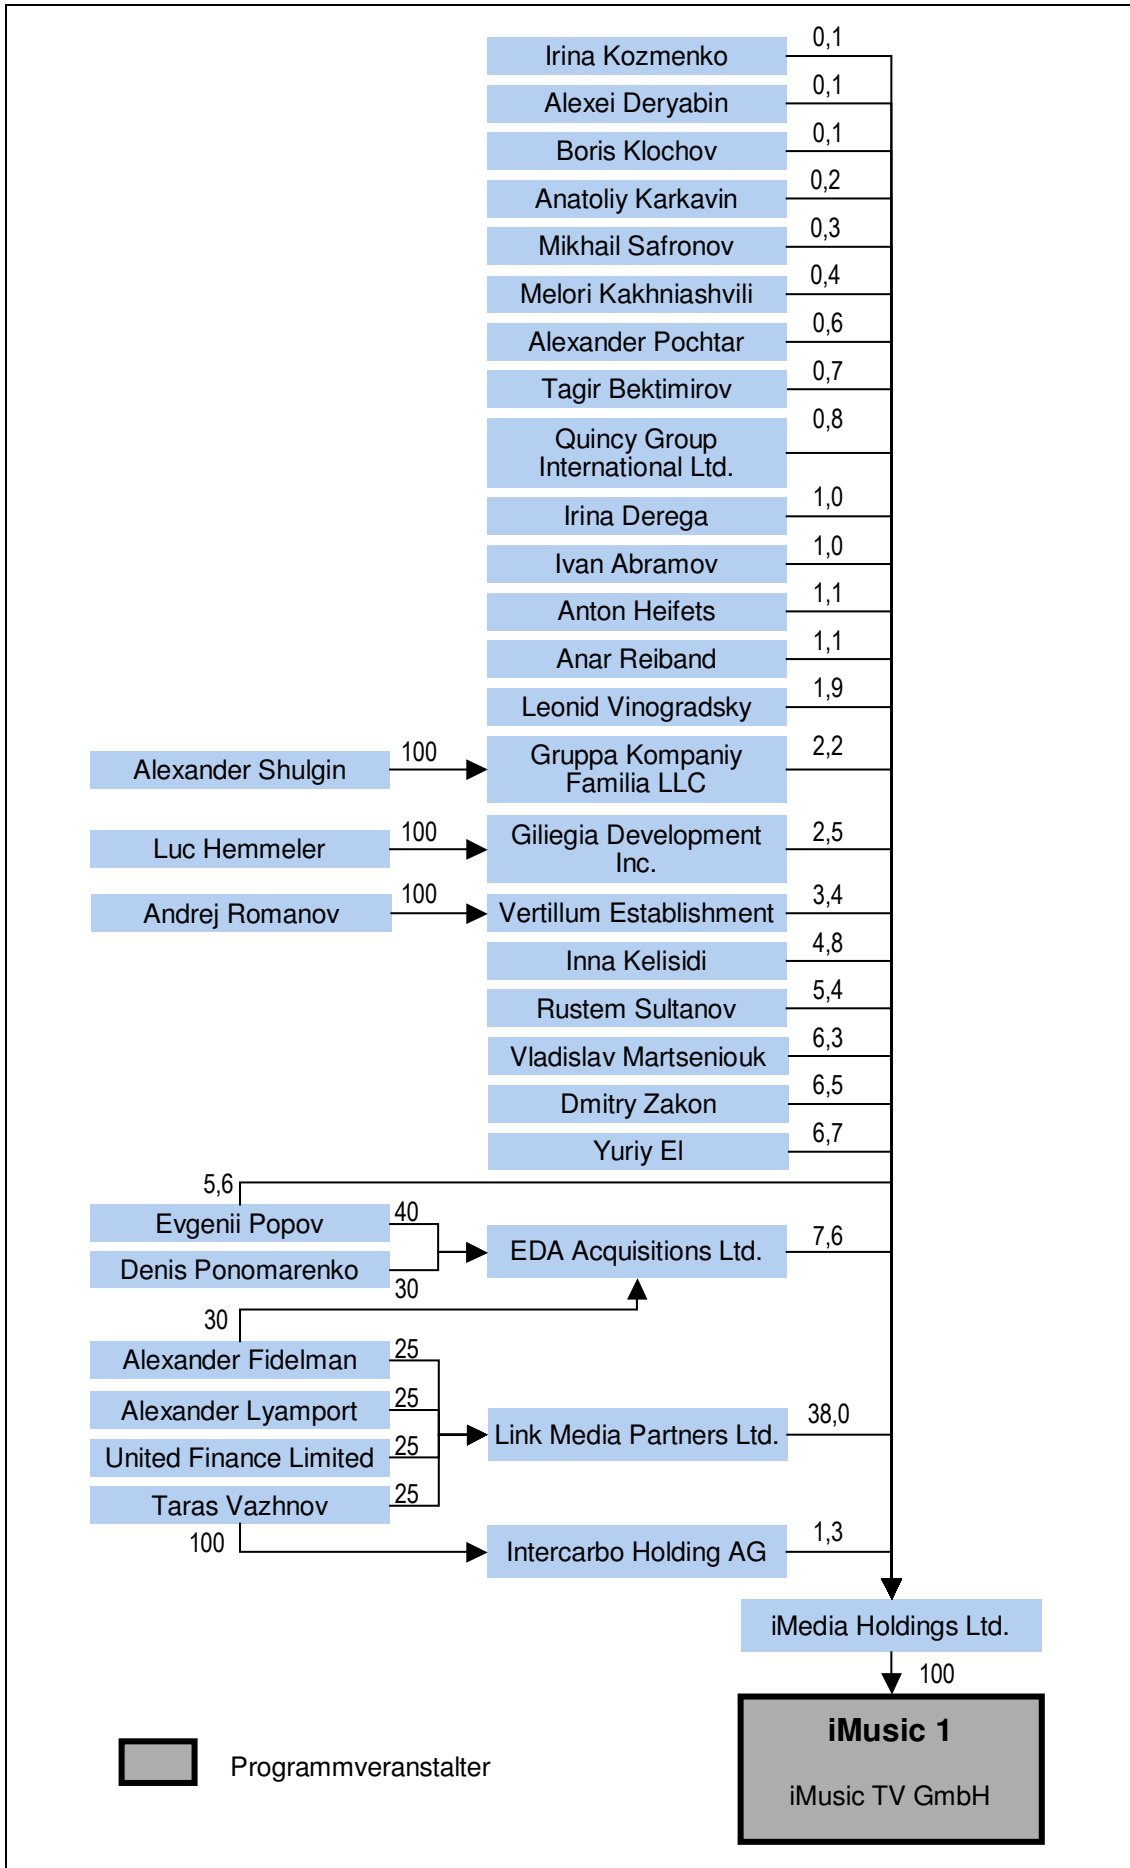 0,1
Irina Kozmenko
0,1
Alexei Deryabin
0,1
Boris Klochov
0,2
Anatoliy Karkavin
0,3
Mikhail Safronov
0,4
Melori Kakhniashvili
0,6
Alexander Pochtar
0,7
Tagir Bektimirov
0,8
Quincy Group
International Ltd.
1,0
Irina Derega
1,0
Ivan Abramov
1,1
Anton Heifets
1,1
Anar Reiband
1,9
Leonid Vinogradsky
Alexander Shulgin
100
Gruppa Kompaniy
Familia LLC
2,2
Luc Hemmeler
100
Giliegia Development
Inc.
2,5
Andrej Romanov
100
Vertillum Establishment
3,4
Inna Kelisidi
4,8
Rustem Sultanov
5,4
Vladislav Martseniouk
6,3
Dmitry Zakon
6,5
Yuriy El
6,7
5,6
Evgenii Popov
40
Denis Ponomarenko
30
EDA Acquisitions Ltd.
7,6
30
Alexander Fidelman
25
Alexander Lyamport
25
United Finance Limited
25
Taras Vazhnov
25
Link Media Partners Ltd.
38,0
100
Intercarbo Holding AG
1,3
iMedia Holdings Ltd.
100
iMusic 1
iMusic TV GmbH
Programmveranstalter